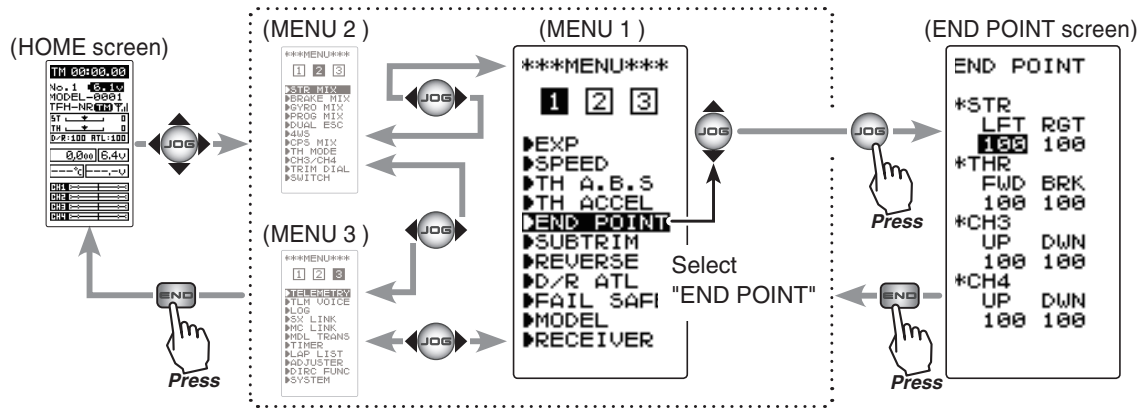 (HOME screen)
TM 00:00.00
No.1 6.1v
MODEL-0001
TFH-NR TM
ST 0
TH 0
D/R:100 ATL:100
0,000 6.4v
---°C --.-v
CH1
CH2
CH3
CH4
JOG
END
Press
(MENU 2 )
***MENU***
1 2 3
STR MIX
BRAKE MIX
GYRO MIX
PROG MIX
DUAL ESC
4WS
CPS MIX
TH MODE
CH3/CH4
TRIM DIAL
SWITCH
JOG
JOG
(MENU 3 )
***MENU***
1 2 3
TELEMETRY
TLM VOICE
LOG
SX LINK
MC LINK
MDL TRANS
TIMER
LAP LIST
ADJUSTER
DIRC FUNC
SYSTEM
JOG
(MENU 1 )
***MENU***
1 2 3
EXP
SPEED
TH A.B.S
TH ACCEL
END POINT
SUBTRIM
REVERSE
D/R ATL
FAIL SAFE
MODEL
RECEIVER
JOG
Select
"END POINT"
JOG
Press
END
Press
(END POINT screen)
END POINT
*STR
LFT RGT
100 100
*THR
FWD BRK
100 100
*CH3
UP DWN
100 100
*CH4
UP DWN
100 100